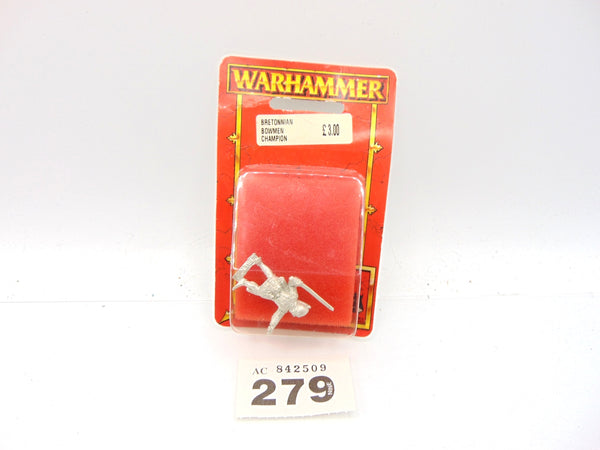 WARHAMMER
BRETONNIAN
BOWMEN
CHAMPION
£3.00
AC 842509
279